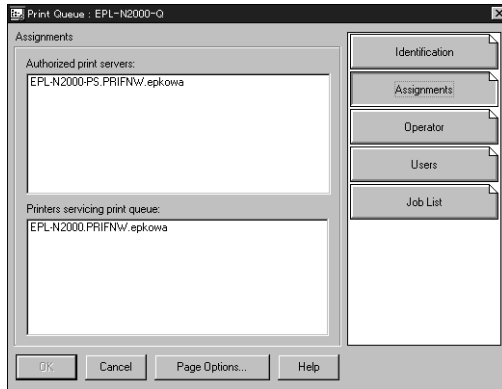 Print Queue : EPL-N2000-Q
Assignments
Authorized print servers:
EPL-N2000-PS.PRIFNW.epkowa
Printers servicing print queue:
EPL-N2000.PRIFNW.epkowa
Identification
Assignments
Operator
Users
Job List
OK
Cancel
Page Options...
Help